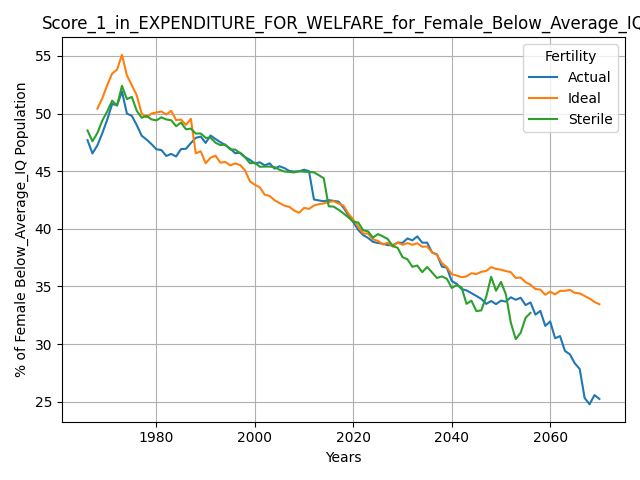 Score_1_in_EXPENDITURE_FOR_WELFARE_for_Female_Below_Average_IQ
Fertility
Actual
Ideal
Sterile
% of Female Below_Average_IQ Population
55
50
45
40
35
30
25
1980
2000
2020
2040
2060
Years